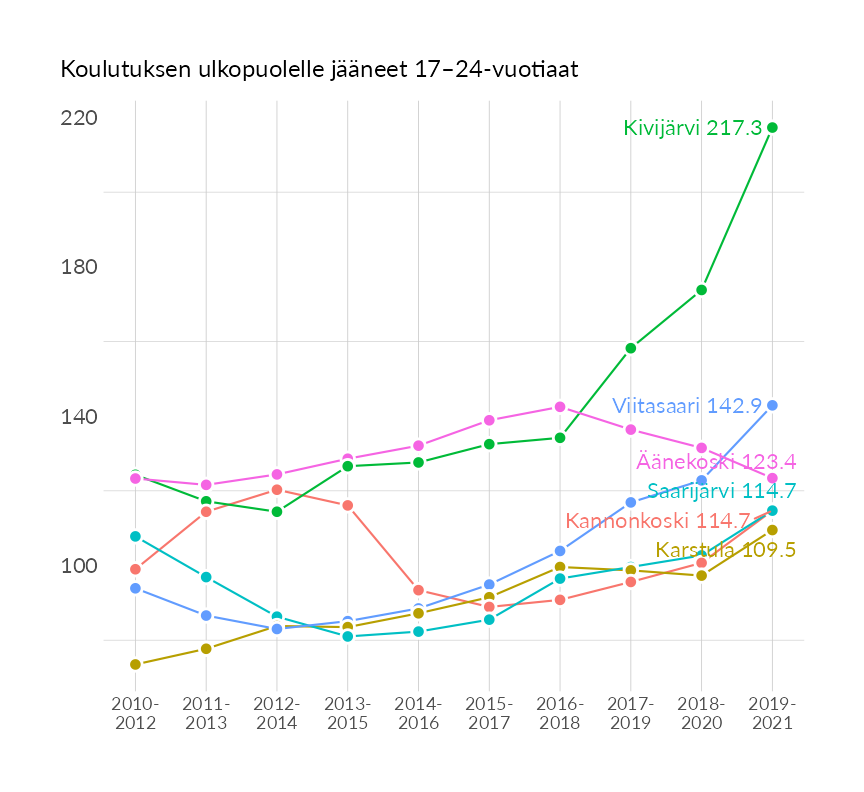 Koulutuksen ulkopuolelle jääneet 17–24-vuotiaat
220
Kivijärvi 217.3
180
140
Viitasaari 142.9
Äänekoski 123.4
Saarijärvi 114.7
Kannonkoski 114.7
Karstula 109.5
100
2010- 2011- 2012- 2013- 2014- 2015- 2016- 2017- 2018- 2019-
2012 2013 2014 2015 2016 2017 2018 2019 2020 2021